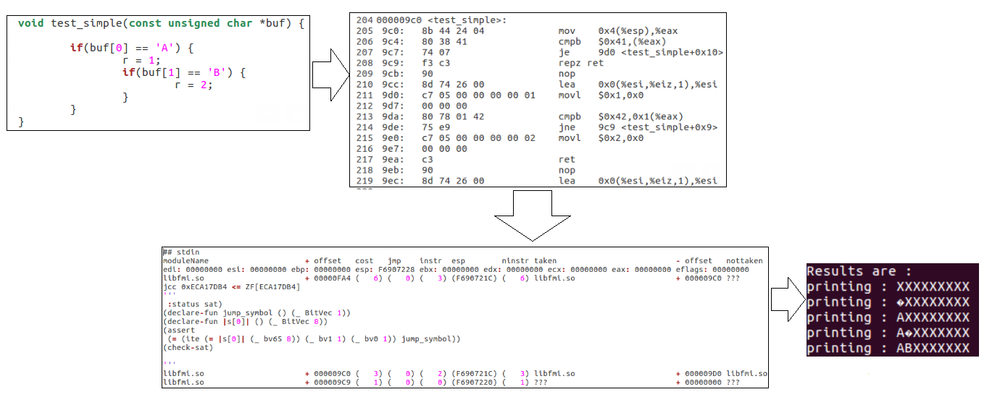 void test_simple(const unsigned char *buf) {
if(buf[0] == 'A') {
r = 1;
if(buf[1] == 'B') {
r = 2;
}
}
}
204 000009c0 <test_simple>:
205 9c0: 8b 44 24 04 mov 0x4(%esp),%eax
206 9c4: 80 38 41 cmpb $0x41,(%eax)
207 9c7: 74 07 je 9d0 <test_simple+0x10>
208 9c9: f3 c3 repz ret
209 9cb: 90 nop
210 9cc: 8d 74 26 00 lea 0x0(%esi,%eiz,1),%esi
211 9d0: c7 05 00 00 00 00 01 movl $0x1,0x0
212 9d7: 00 00 00
213 9da: 80 78 01 42 cmpb $0x42,0x1(%eax)
214 9de: 75 e9 jne 9c9 <test_simple+0x9>
215 9e0: c7 05 00 00 00 00 02 movl $0x2,0x0
216 9e7: 00 00 00
217 9ea: c3 ret
218 9eb: 90 nop
219 9ec: 8d 74 26 00 lea 0x0(%esi,%eiz,1),%esi
## stdin
moduleName + offset cost jmp instr esp ninstr taken - offset nottaken
edi: 00000000 esi: 00000000 ebp: 00000000 esp: F6907228 ebx: 00000000 edx: 00000000 ecx: 00000000 eax: 00000000 eflags: 00000000
libfmi.so + 00000FA4 ( 6) ( 0) ( 3) (F690721C) ( 6) libfmi.so + 000009C0 ???
jcc 0xECA17DB4 <= ZF[ECA17DB4]
'''
:status sat)
(declare-fun jump_symbol () (_ BitVec 1))
(declare-fun |s[0]| () (_ BitVec 8))
(assert
(= (ite (= |s[0]| (_ bv65 8)) (_ bv1 1) (_ bv0 1)) jump_symbol))
(check-sat)
'''
libfmi.so + 000009C0 ( 3) ( 0) ( 2) (F690721C) ( 3) libfmi.so + 000009D0 libfmi.so
libfmi.so + 000009C9 ( 1) ( 0) ( 0) (F6907220) ( 1) ??? + 00000000 ???
Results are :
printing : XXXXXXXXX
printing : �XXXXXXXX
printing : AXXXXXXXX
printing : A�XXXXXXX
printing : ABXXXXXXX